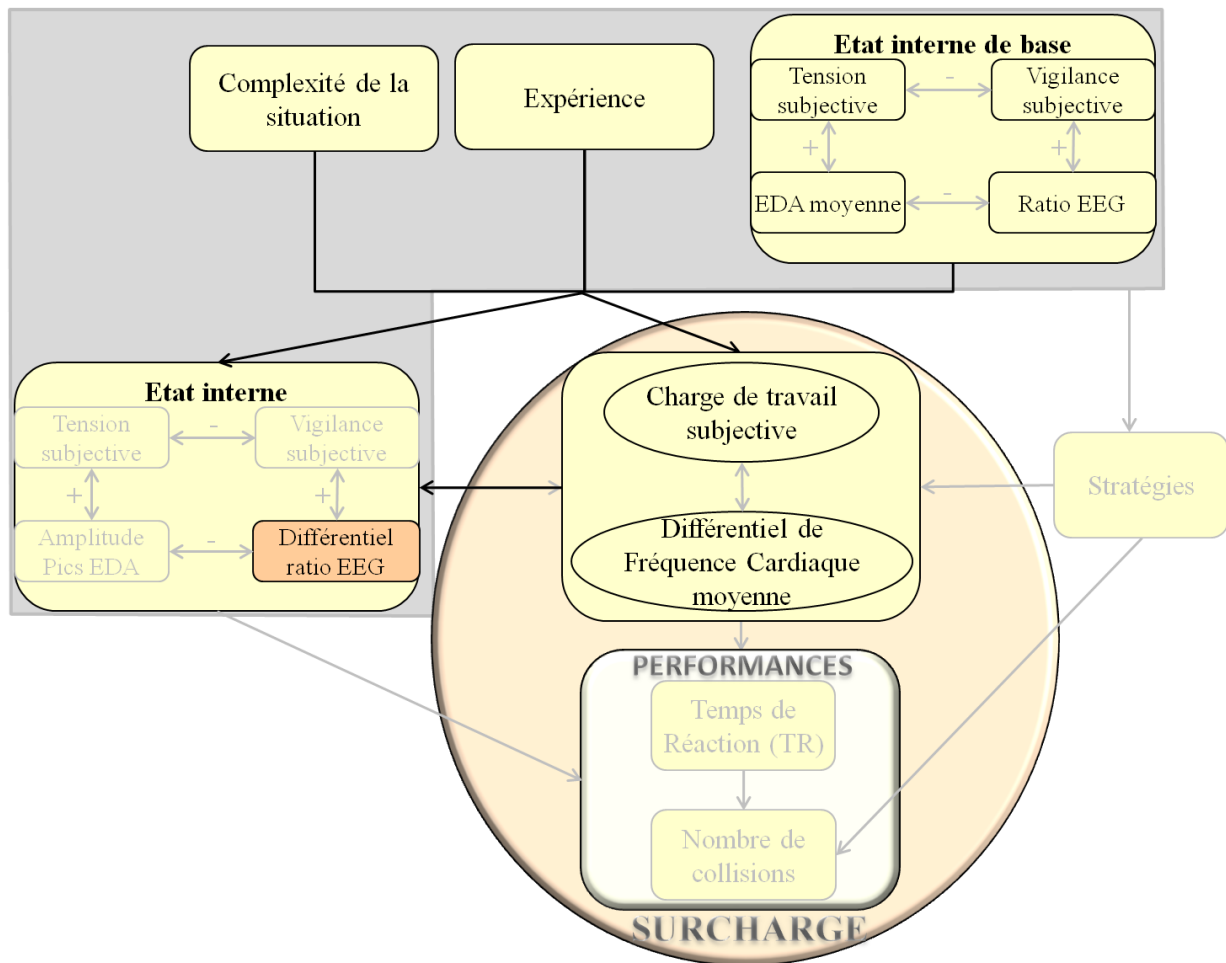 Complexité de la
situation
Expérience
Etat interne de base
Tension
subjective
-
Vigilance
subjective
+
+
EDA moyenne
-
Ratio EEG
Etat interne
Tension
subjective
-
Vigilance
subjective
+
+
Amplitude
Pics EDA
-
Différentiel
ratio EEG
Charge de travail
subjective
Différentiel de
Fréquence Cardiaque
moyenne
Stratégies
PERFORMANCES
Temps de
Réaction (TR)
Nombre de
collisions
SURCHARGE